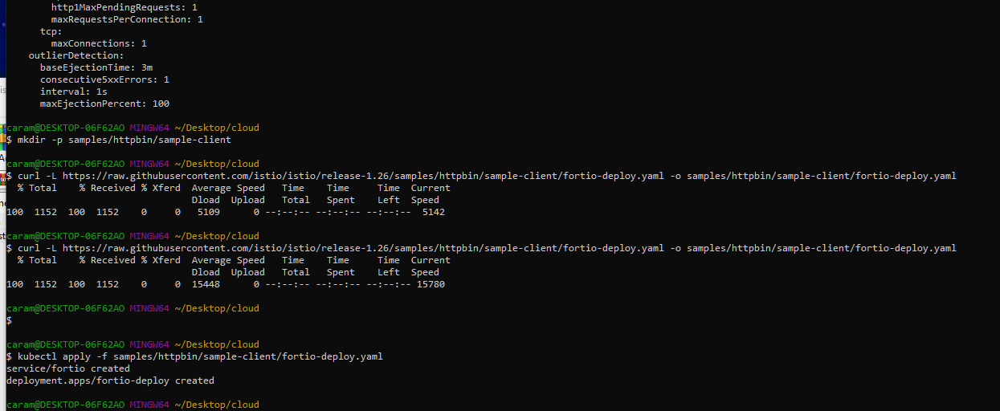 http1MaxPendingRequests: 1
maxRequestsPerConnection: 1
tcp:
maxConnections: 1
outlierDetection:
baseEjectionTime: 3m
consecutive5xxErrors: 1
interval: 1s
maxEjectionPercent: 100
caram@DESKTOP-06F62AO MINGW64 ~/Desktop/cloud
$ mkdir -p samples/httpbin/sample-client
caram@DESKTOP-06F62AO MINGW64 ~/Desktop/cloud
$ curl -L https://raw.githubusercontent.com/istio/istio/release-1.26/samples/httpbin/sample-client/fortio-deploy.yaml -o samples/httpbin/sample-client/fortio-deploy.yaml
% Total % Received % Xferd Average Speed Time Time Time Current
Dload Upload Total Spent Left Speed
100 1152 100 1152 0 0 5109 0 --:--:-- --:--:-- --:--:-- 5142
caram@DESKTOP-06F62AO MINGW64 ~/Desktop/cloud
$ curl -L https://raw.githubusercontent.com/istio/istio/release-1.26/samples/httpbin/sample-client/fortio-deploy.yaml -o samples/httpbin/sample-client/fortio-deploy.yaml
% Total % Received % Xferd Average Speed Time Time Time Current
Dload Upload Total Spent Left Speed
100 1152 100 1152 0 0 15448 0 --:--:-- --:--:-- --:--:-- 15780
caram@DESKTOP-06F62AO MINGW64 ~/Desktop/cloud
$
caram@DESKTOP-06F62AO MINGW64 ~/Desktop/cloud
$ kubectl apply -f samples/httpbin/sample-client/fortio-deploy.yaml
service/fortio created
deployment.apps/fortio-deploy created
caram@DESKTOP-06F62AO MINGW64 ~/Desktop/cloud